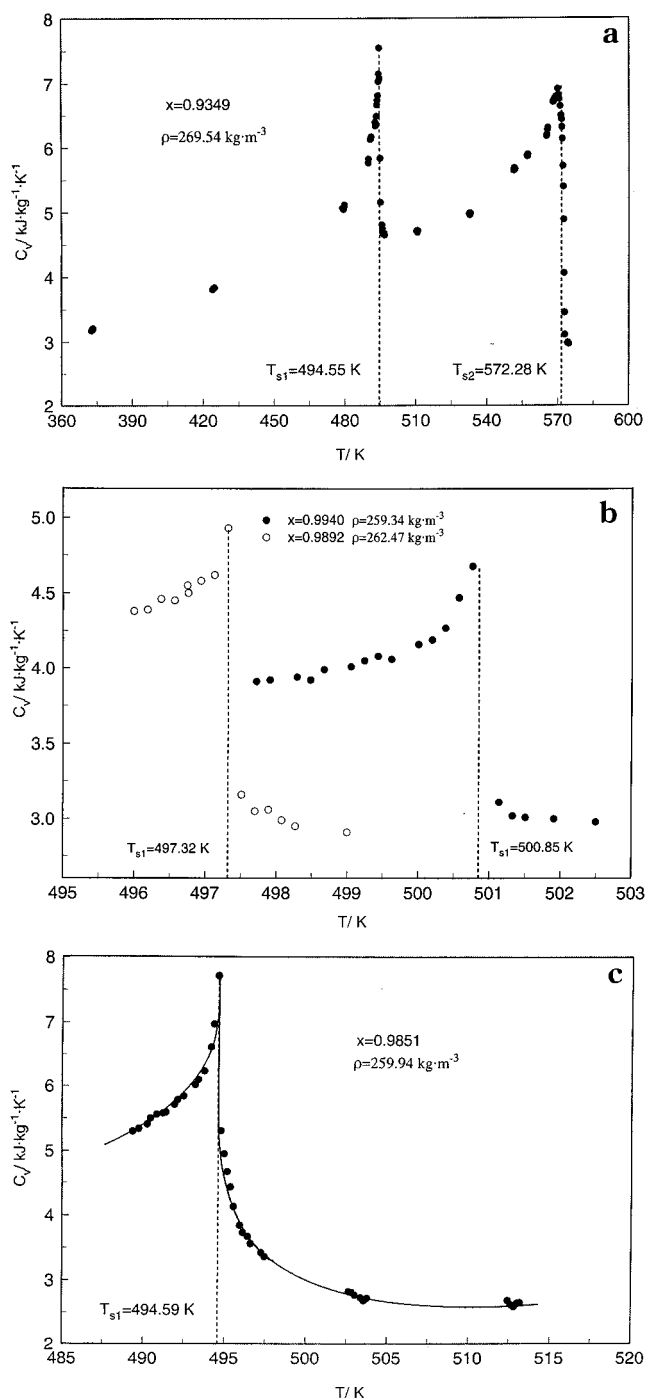 a
8
7
6
5
4
3
2
C_v/ kJ·kg⁻¹·K⁻¹
x=0.9349
ρ=269.54 kg·m⁻³
T_s1=494.55 K
T_s2=572.28 K
360 390 420 450 480 510 540 570 600
T/ K
b
5.0
4.5
4.0
3.5
3.0
C_v/ kJ·kg⁻¹·K⁻¹
x=0.9940 ρ=259.34 kg·m⁻³
x=0.9892 ρ=262.47 kg·m⁻³
T_s1=497.32 K
T_s1=500.85 K
495 496 497 498 499 500 501 502 503
T/ K
c
8
7
6
5
4
3
2
C_v/ kJ·kg⁻¹·K⁻¹
x=0.9851
ρ=259.94 kg·m⁻³
T_s1=494.59 K
485 490 495 500 505 510 515 520
T/ K